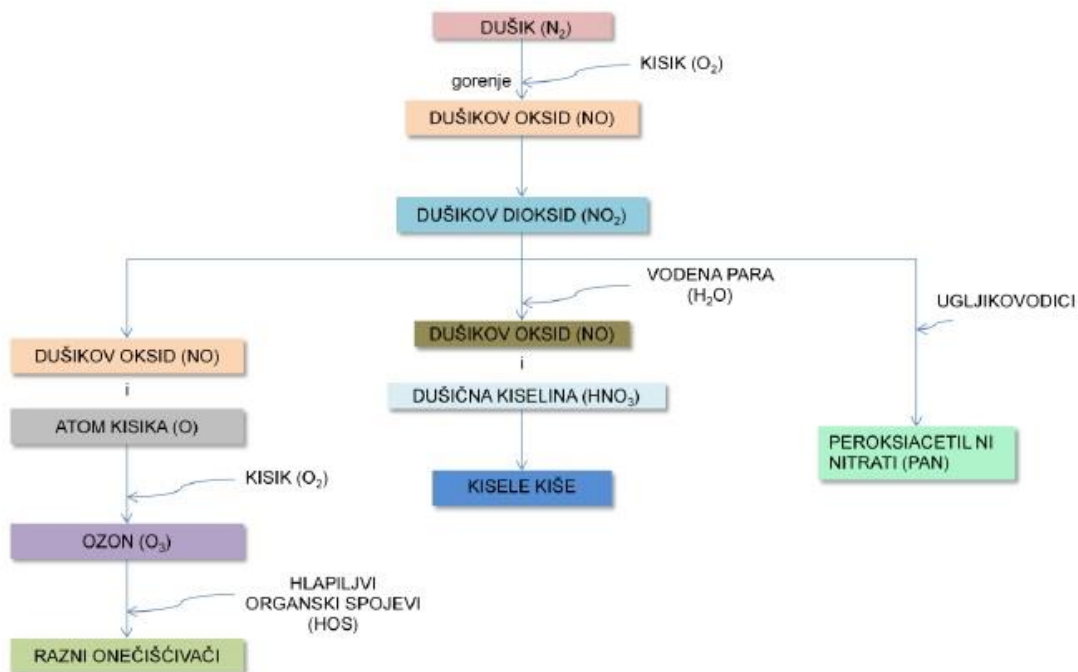 DUŠIK (N₂)
KISIK (O₂)
gorenje
DUŠIKOV OKSID (NO)
DUŠIKOV DIOKSID (NO₂)
VODENA PARA
(H₂O)
UGLJIKOVODICI
DUŠIKOV OKSID (NO)
i
DUŠIČNA KISELINA (HNO₃)
KISELE KIŠE
DUŠIKOV OKSID (NO)
i
ATOM KISIKA (O)
KISIK (O₂)
OZON (O₃)
HLAPILJVI
ORGANSKI SPOJEVI
(HOS)
RAZNI ONEČIŠĆIVAČI
PEROKSIACETIL NI
NITRATI (PAN)